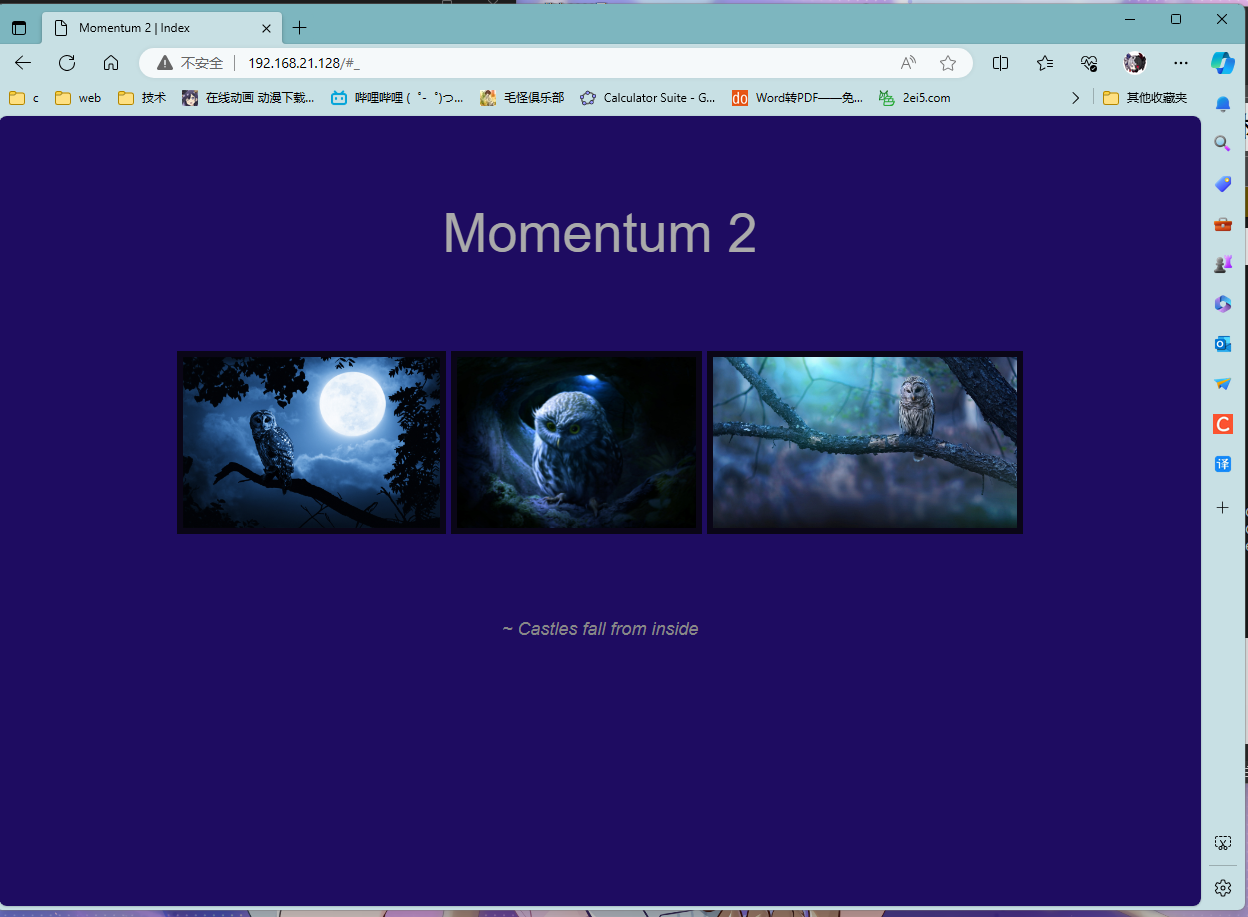 Momentum 2 | Index
不安全
192.168.21.128/#_
c
web
技术
在线动画 动漫下载...
哔哩哔哩 ( ゜- ゜)つ...
毛怪俱乐部
Calculator Suite - G...
do
Word转PDF——免...
2ei5.com
其他收藏夹
Momentum 2
~ Castles fall from inside
C
译